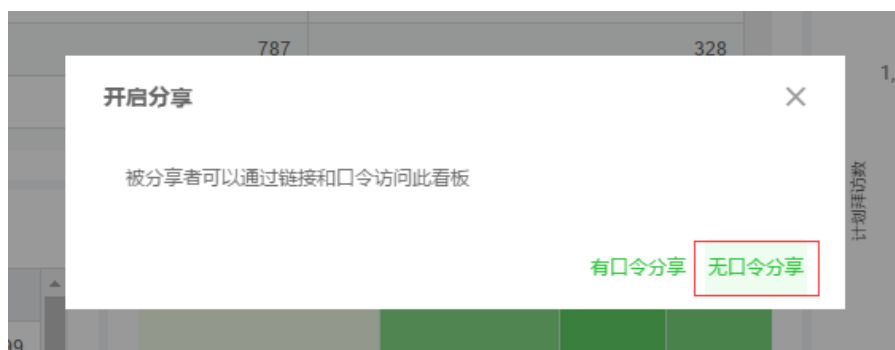 787 328
1,
开启分享
被分享者可以通过链接和口令访问此看板
计划拜访数
有口令分享 无口令分享
99